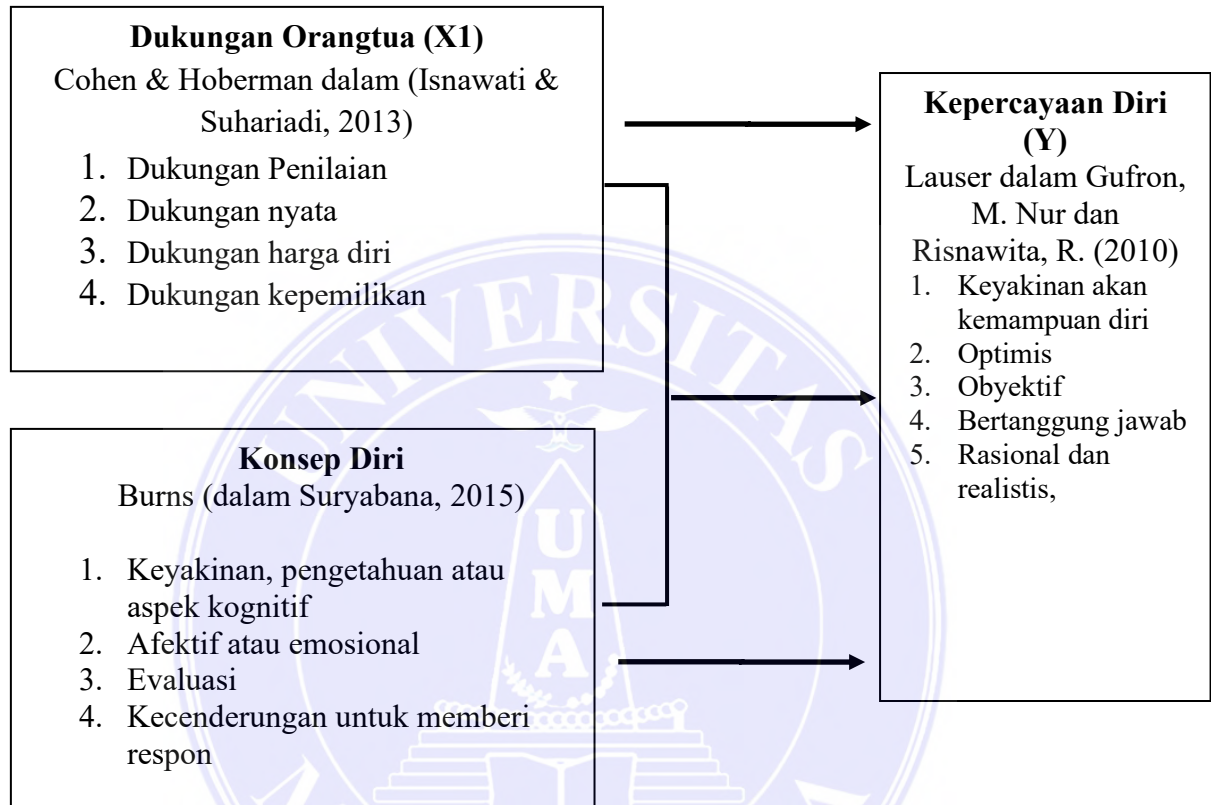 Dukungan Orangtua (X1)
Cohen & Hoberman dalam (Isnawati &
Suhariadi, 2013)
1. Dukungan Penilaian
2. Dukungan nyata
3. Dukungan harga diri
4. Dukungan kepemilikan
Konsep Diri
Burns (dalam Suryabana, 2015)
1. Keyakinan, pengetahuan atau
aspek kognitif
2. Afektif atau emosional
3. Evaluasi
4. Kecenderungan untuk memberi
respon
Kepercayaan Diri
(Y)
Lauser dalam Gufron,
M. Nur dan
Risnawita, R. (2010)
1. Keyakinan akan
kemampuan diri
2. Optimis
3. Obyektif
4. Bertanggung jawab
5. Rasional dan
realistis,
UNIVERSITAS
UMA